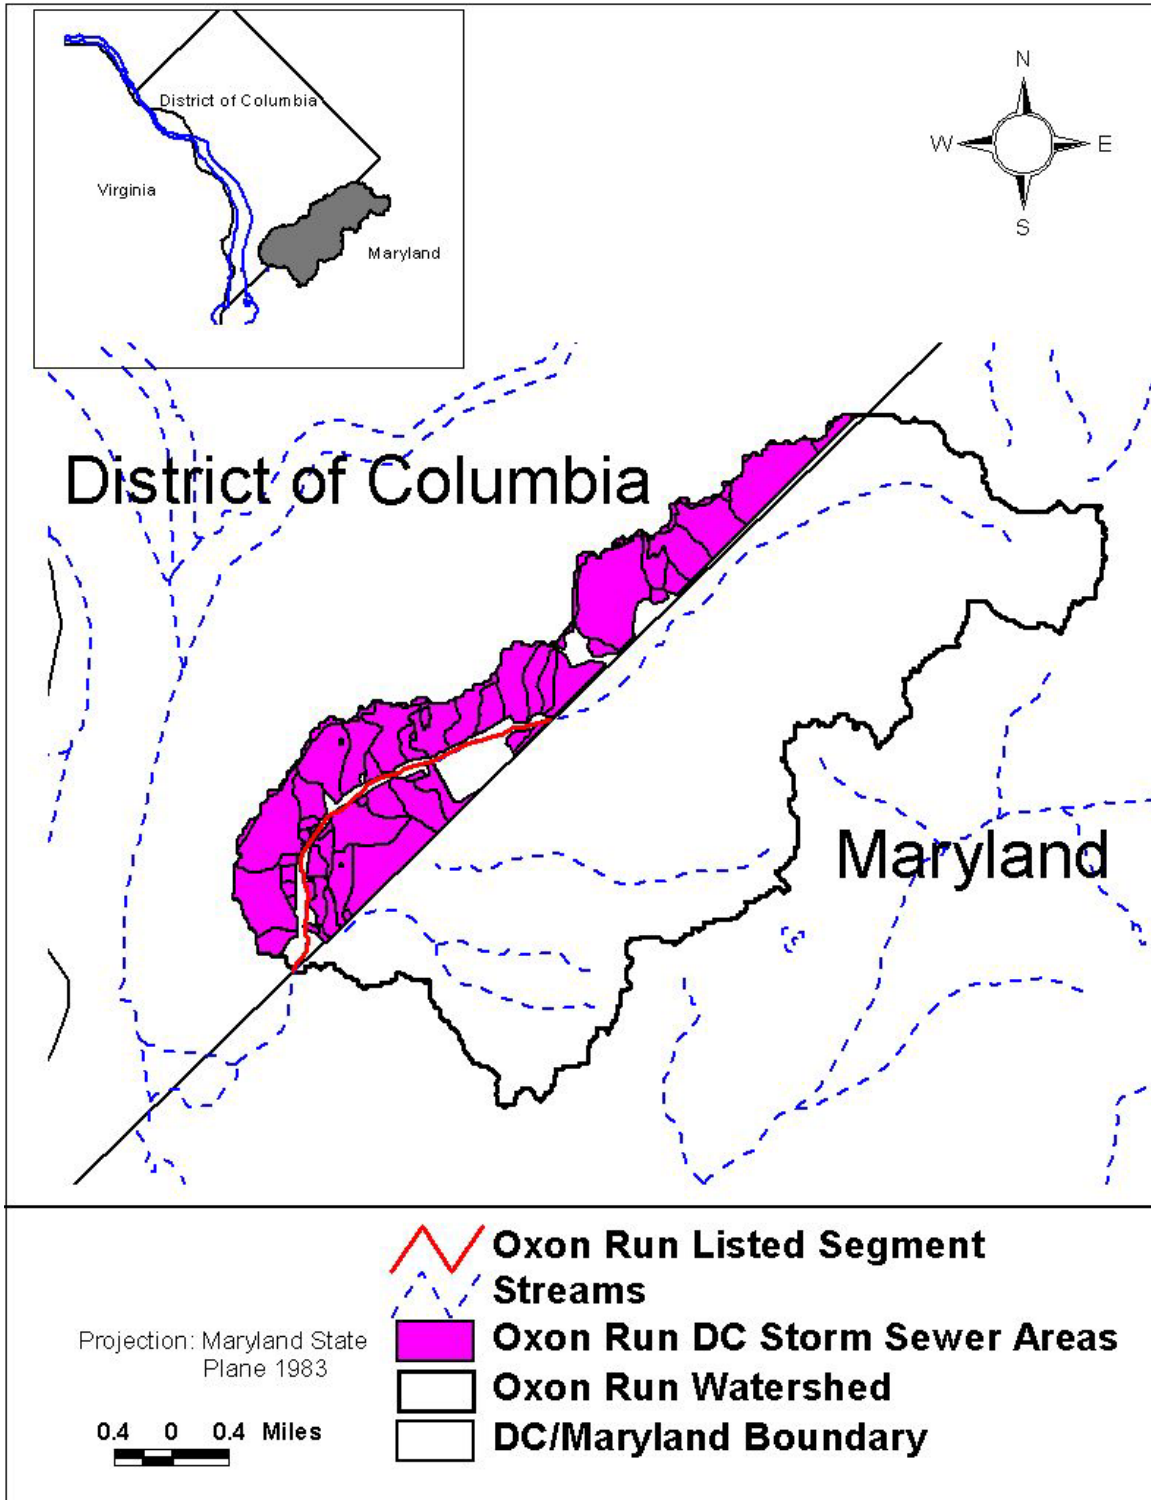 District of Columbia
Virginia
Maryland
N
W
E
S
District of Columbia
Maryland
Oxon Run Listed Segment
Streams
Oxon Run DC Storm Sewer Areas
Oxon Run Watershed
DC/Maryland Boundary
Projection: Maryland State
Plane 1983
0.4 0 0.4 Miles